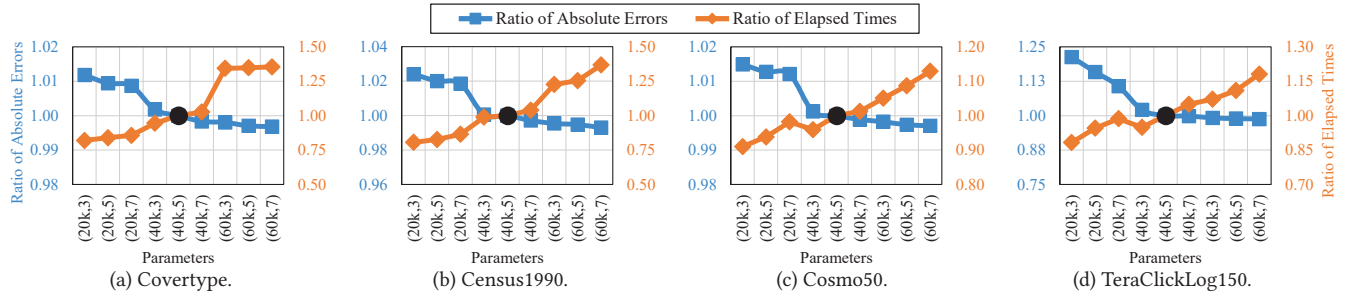 Ratio of Absolute Errors Ratio of Elapsed Times
Ratio of Absolute Errors
1.02
1.01
1.00
0.99
0.98
1.50
1.25
1.00
0.75
0.50
(20k,3) (20k,5) (20k,7) (40k,3) (40k,5) (40k,7) (60k,3) (60k,5) (60k,7)
Parameters
(a) Covertype.
1.04
1.02
1.00
0.98
0.96
1.50
1.25
1.00
0.75
0.50
(20k,3) (20k,5) (20k,7) (40k,3) (40k,5) (40k,7) (60k,3) (60k,5) (60k,7)
Parameters
(b) Census1990.
1.02
1.01
1.00
0.99
0.98
1.20
1.10
1.00
0.90
0.80
(20k,3) (20k,5) (20k,7) (40k,3) (40k,5) (40k,7) (60k,3) (60k,5) (60k,7)
Parameters
(c) Cosmo50.
1.25
1.13
1.00
0.88
0.75
1.30
1.15
1.00
0.85
0.70
Ratio of Elapsed Times
(20k,3) (20k,5) (20k,7) (40k,3) (40k,5) (40k,7) (60k,3) (60k,5) (60k,7)
Parameters
(d) TeraClickLog150.